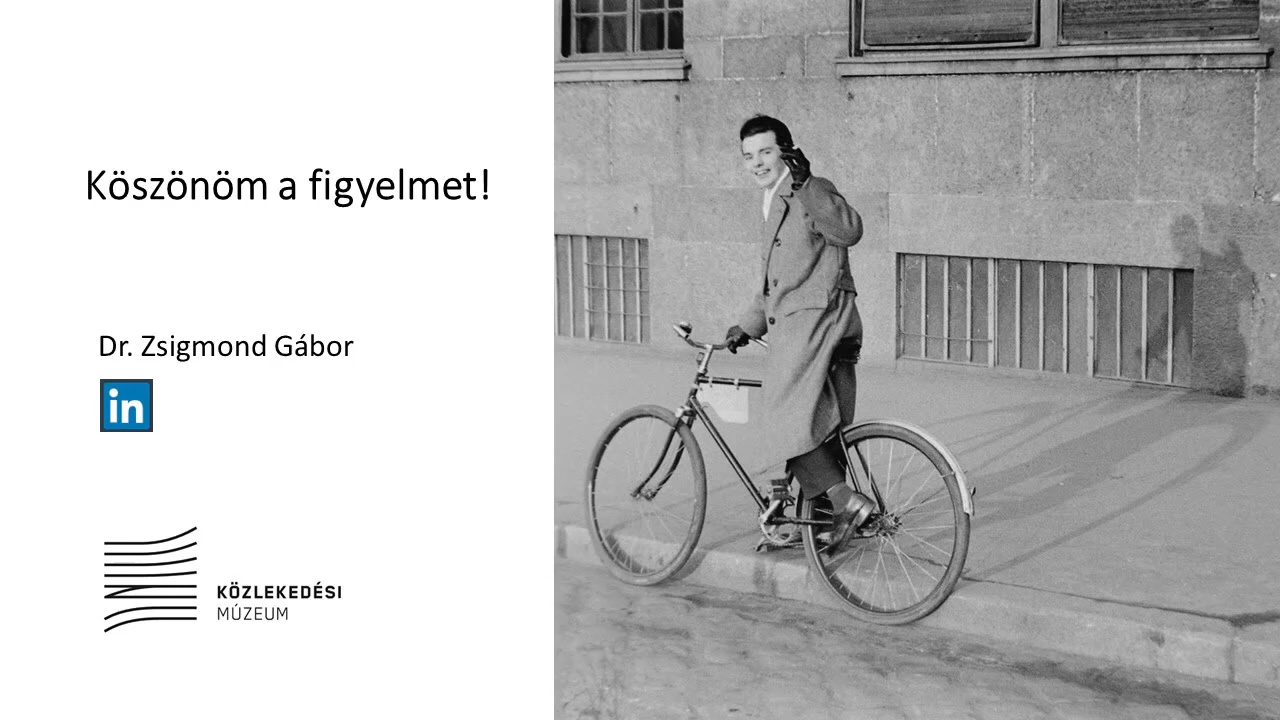 Köszönöm a figyelmet!
Dr. Zsigmond Gábor
in
KÖZLEKEDÉSI
MÚZEUM